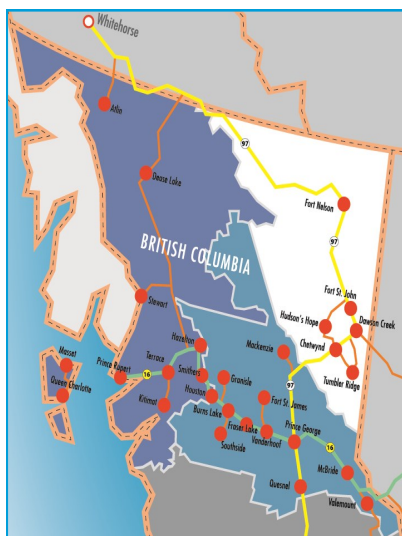 Whitehorse
Atlin
97
Dease Lake
Fort Nelson
97
BRITISH COLUMBIA
Fort St. John
Stewart
Hudson's Hope
Dawson Creek
Hazelton
Mackenzie
Chetwynd
Masset
Terrace
Prince Rupert
16
Smithers
Granisle
Tumbler Ridge
Queen Charlotte
Kitimat
Houston
97
Fort St. James
Burns Lake
Fraser Lake
Prince George
Vanderhoof
16
Southside
McBride
Quesnel
Valemount